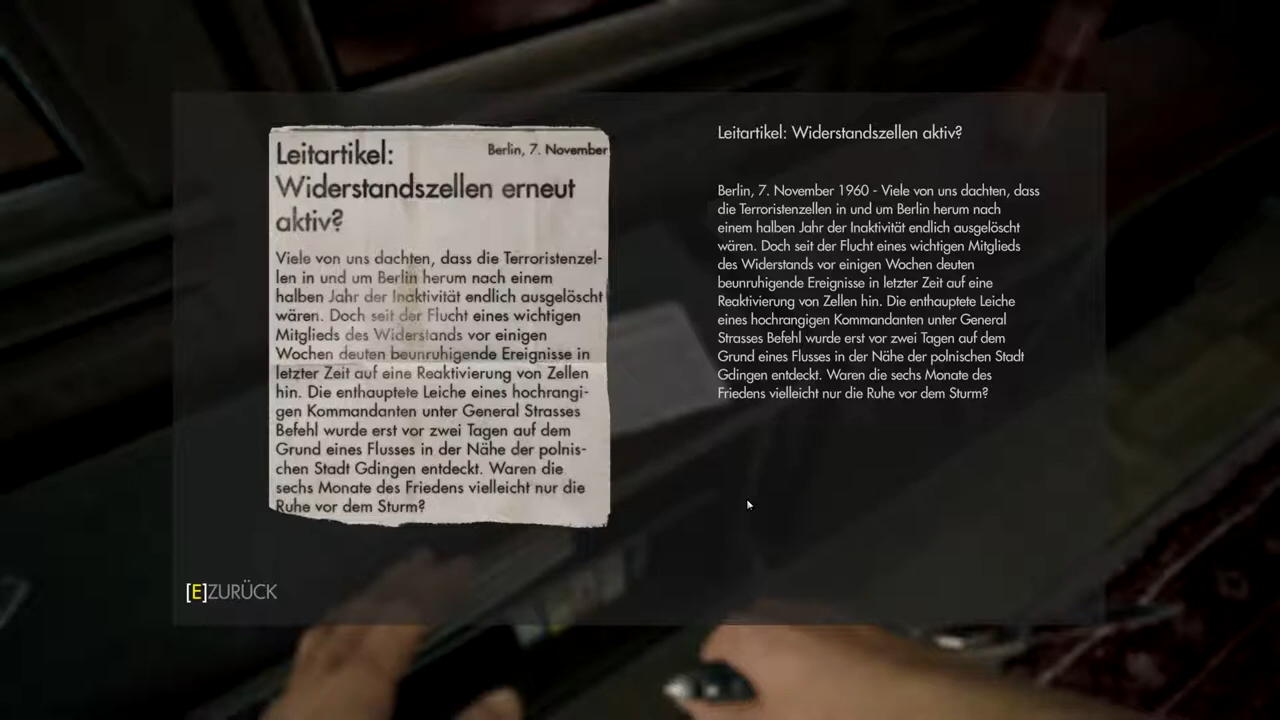 Leitartikel:
Berlin, 7. November
Widerstandszellen erneut
aktiv?
Viele von uns dachten, dass die Terroristenzel-
len in und um Berlin herum nach einem
halben Jahr der Inaktivität endlich ausgelöscht
wären. Doch seit der Flucht eines wichtigen
Mitglieds des Widerstands vor einigen
Wochen deuten beunruhigende Ereignisse in
letzter Zeit auf eine Reaktivierung von Zellen
hin. Die enthauptete Leiche eines hochrangi-
gen Kommandanten unter General Strasses
Befehl wurde erst vor zwei Tagen auf dem
Grund eines Flusses in der Nähe der polnis-
chen Stadt Gdingen entdeckt. Waren die
sechs Monate des Friedens vielleicht nur die
Ruhe vor dem Sturm?
Leitartikel: Widerstandszellen aktiv?
Berlin, 7. November 1960 - Viele von uns dachten, dass
die Terroristenzellen in und um Berlin herum nach
einem halben Jahr der Inaktivität endlich ausgelöscht
wären. Doch seit der Flucht eines wichtigen Mitglieds
des Widerstands vor einigen Wochen deuten
beunruhigende Ereignisse in letzter Zeit auf eine
Reaktivierung von Zellen hin. Die enthauptete Leiche
eines hochrangigen Kommandanten unter General
Strasses Befehl wurde erst vor zwei Tagen auf dem
Grund eines Flusses in der Nähe der polnischen Stadt
Gdingen entdeckt. Waren die sechs Monate des
Friedens vielleicht nur die Ruhe vor dem Sturm?
[E]ZURÜCK